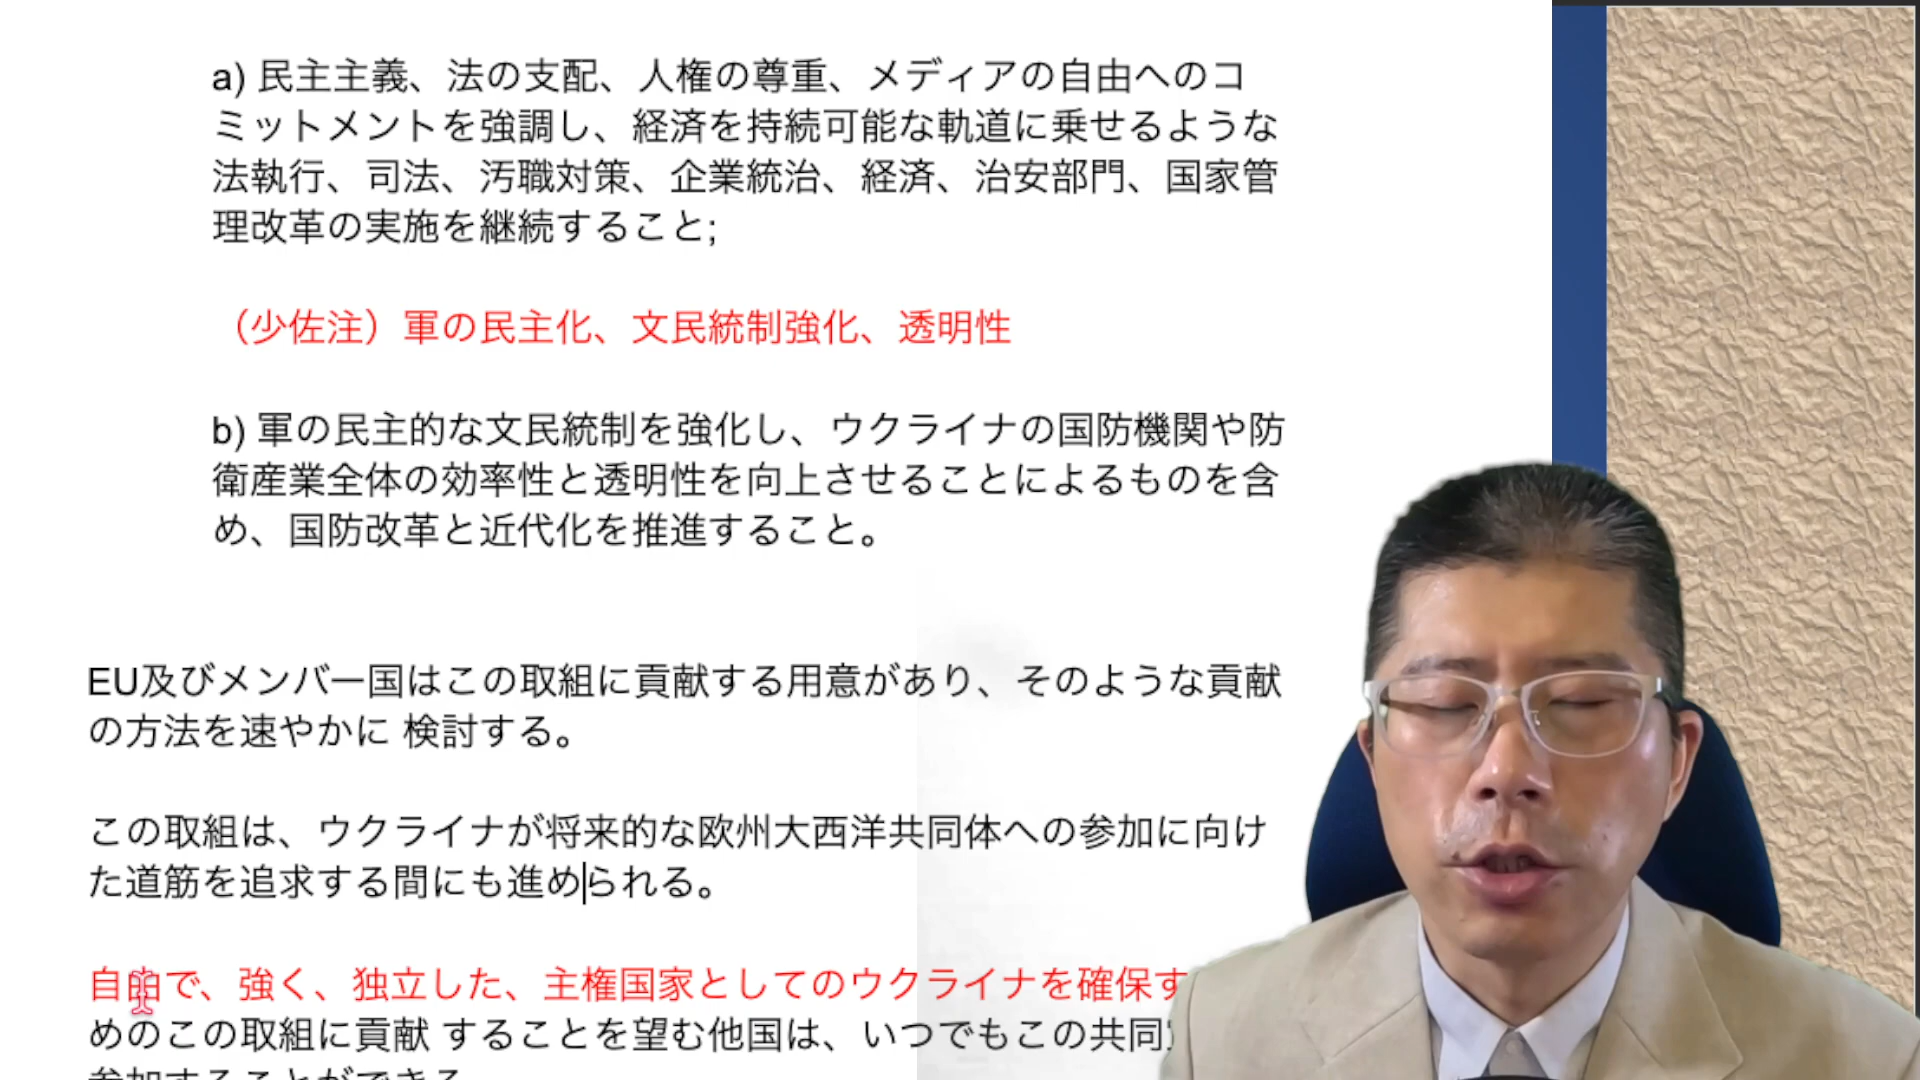 a) 民主主義、法の支配、人権の尊重、メディアの自由へのコ
ミットメントを強調し、経済を持続可能な軌道に乗せるような
法執行、司法、汚職対策、企業統治、経済、治安部門、国家管
理改革の実施を継続すること;
（少佐注）軍の民主化、文民統制強化、透明性
b) 軍の民主的な文民統制を強化し、ウクライナの国防機関や防
衛産業全体の効率性と透明性を向上させることによるものを含
め、国防改革と近代化を推進すること。
EU及びメンバー国はこの取組に貢献する用意があり、そのような貢献
の方法を速やかに 検討する。
この取組は、ウクライナが将来的な欧州大西洋共同体への参加に向け
た道筋を追求する間にも進められる。
自由で、強く、独立した、主権国家としてのウクライナを確保す
めのこの取組に貢献 することを望む他国は、いつでもこの共同
参加することができる